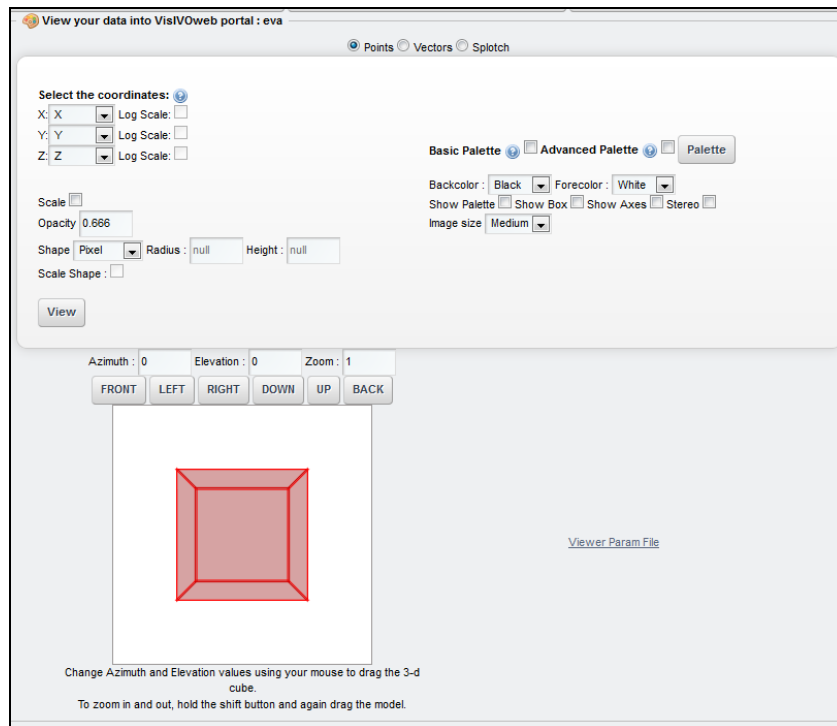 View your data into VisIVOweb portal : eva
Points Vectors Splotch
Select the coordinates:
X: X Log Scale:
Y: Y Log Scale:
Z: Z Log Scale:
Basic Palette Advanced Palette Palette
Backcolor : Black Forecolor : White
Scale
Show Palette Show Box Show Axes Stereo
Opacity 0.666
Image size Medium
Shape Pixel Radius : null Height : null
Scale Shape :
View
Azimuth : 0 Elevation : 0 Zoom : 1
FRONT LEFT RIGHT DOWN UP BACK
Viewer Param File
Change Azimuth and Elevation values using your mouse to drag the 3-d
cube.
To zoom in and out, hold the shift button and again drag the model.